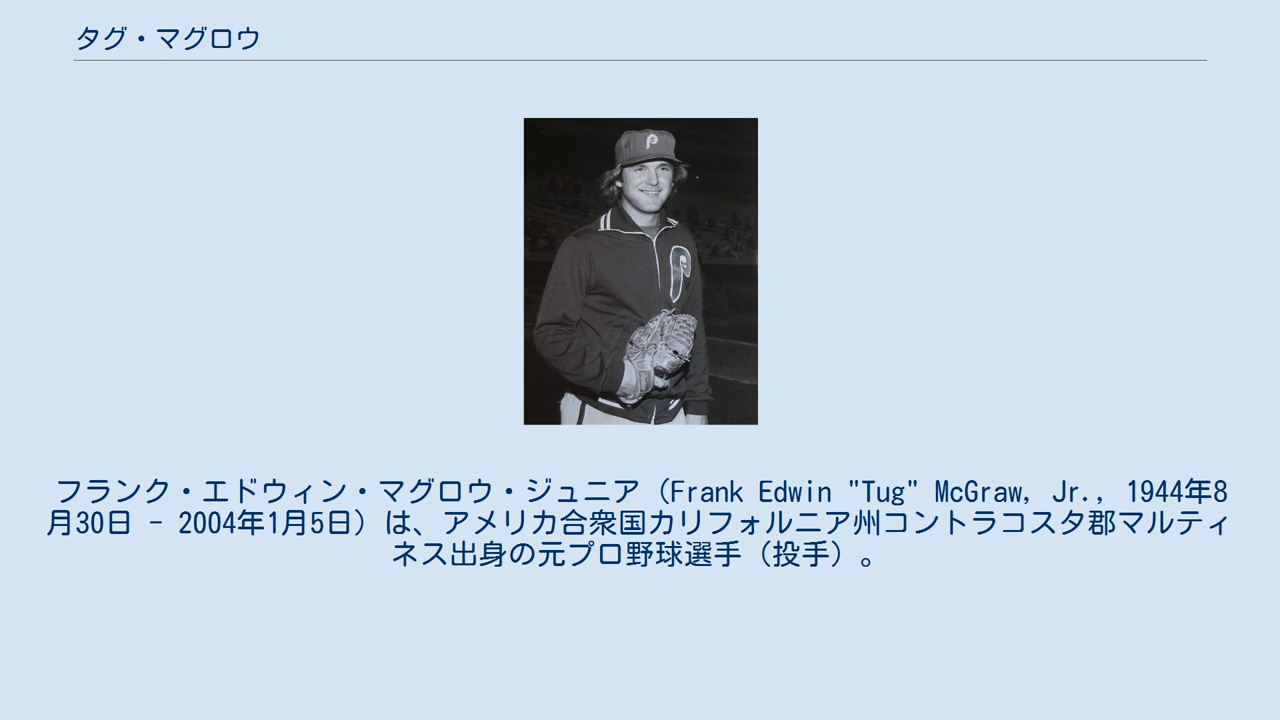 タグ・マグロウ
フランク・エドウィン・マグロウ・ジュニア（Frank Edwin "Tug" McGraw, Jr., 1944年8
月30日 - 2004年1月5日）は、アメリカ合衆国カリフォルニア州コントラコスタ郡マルティ
ネス出身の元プロ野球選手（投手）。
P
P